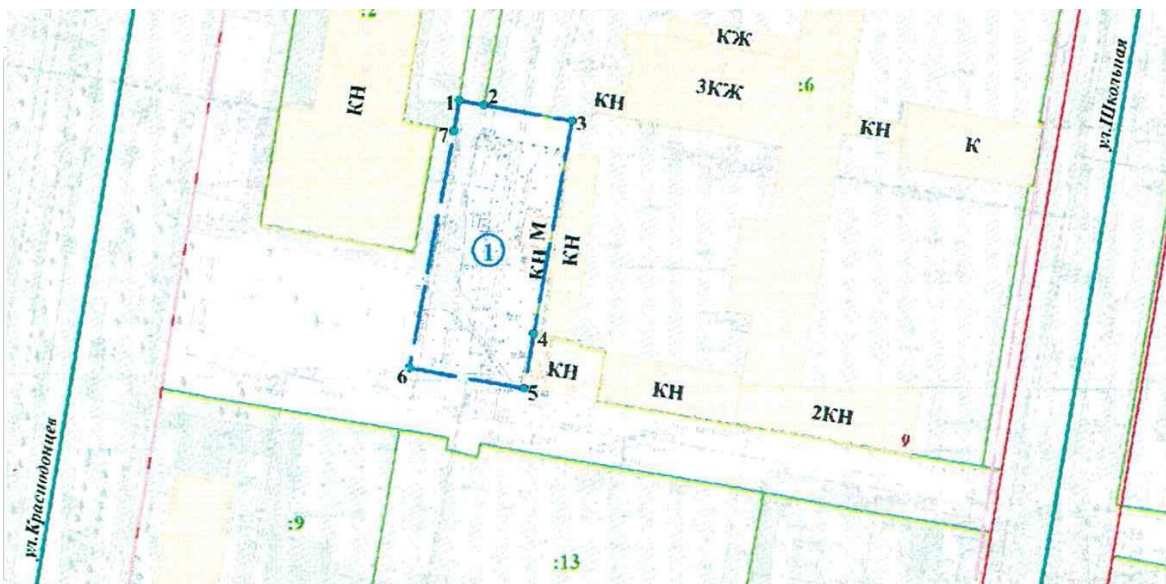 :2
КЖ
3КЖ
:6
КН
КН
КН
К
ул.Школьная
1
2
3
7
КН М
КН
1
4
6
5
КН
КН
2КН
9
ул.Краснодонцев
:9
:13